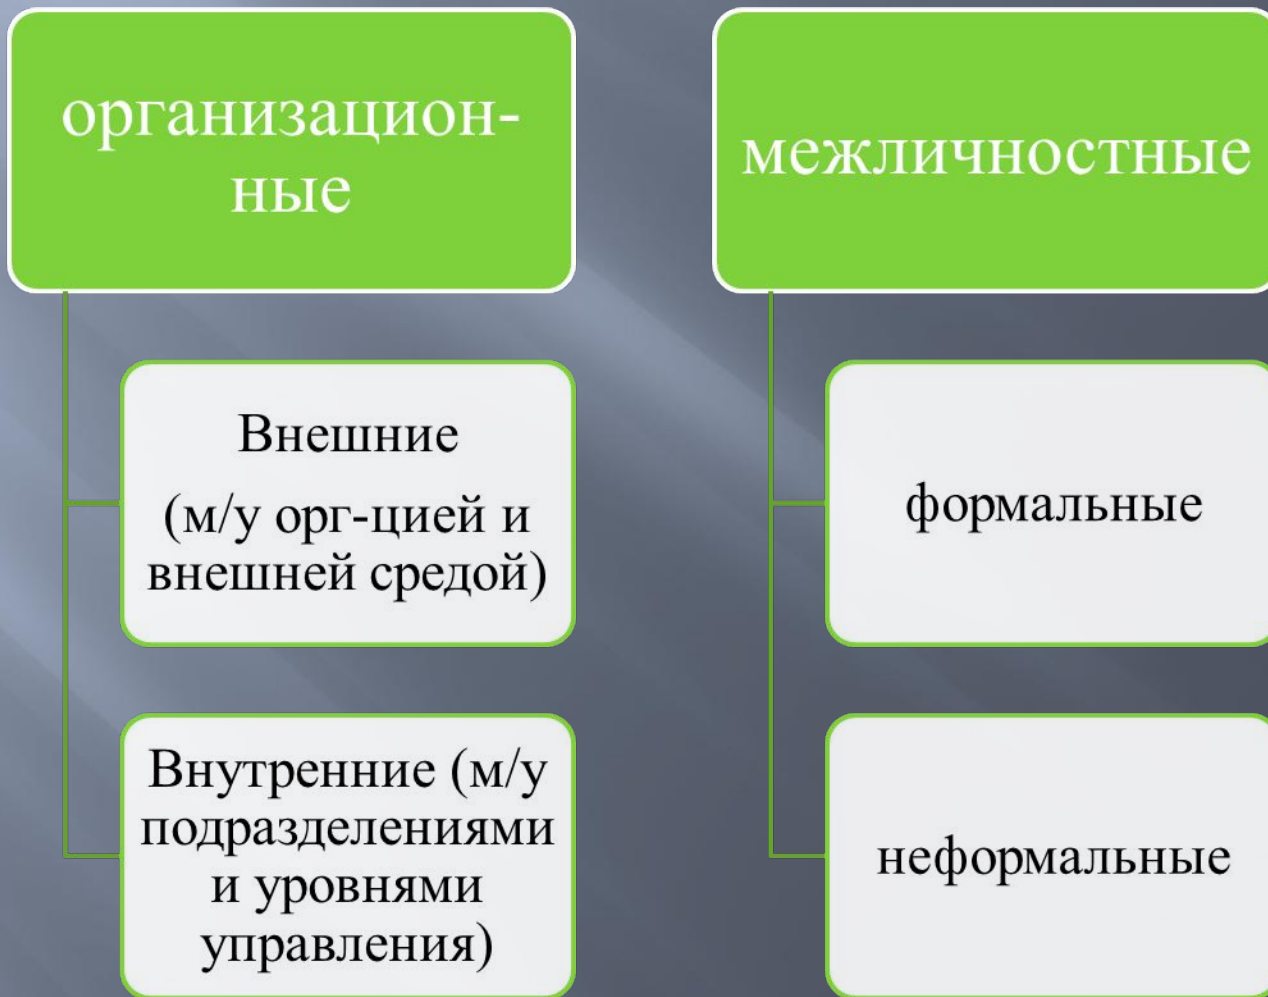 организацион-
ные
Внешние
(м/у орг-цией и
внешней средой)
Внутренние (м/у
подразделениями
и уровнями
управления)
межличностные
формальные
неформальные